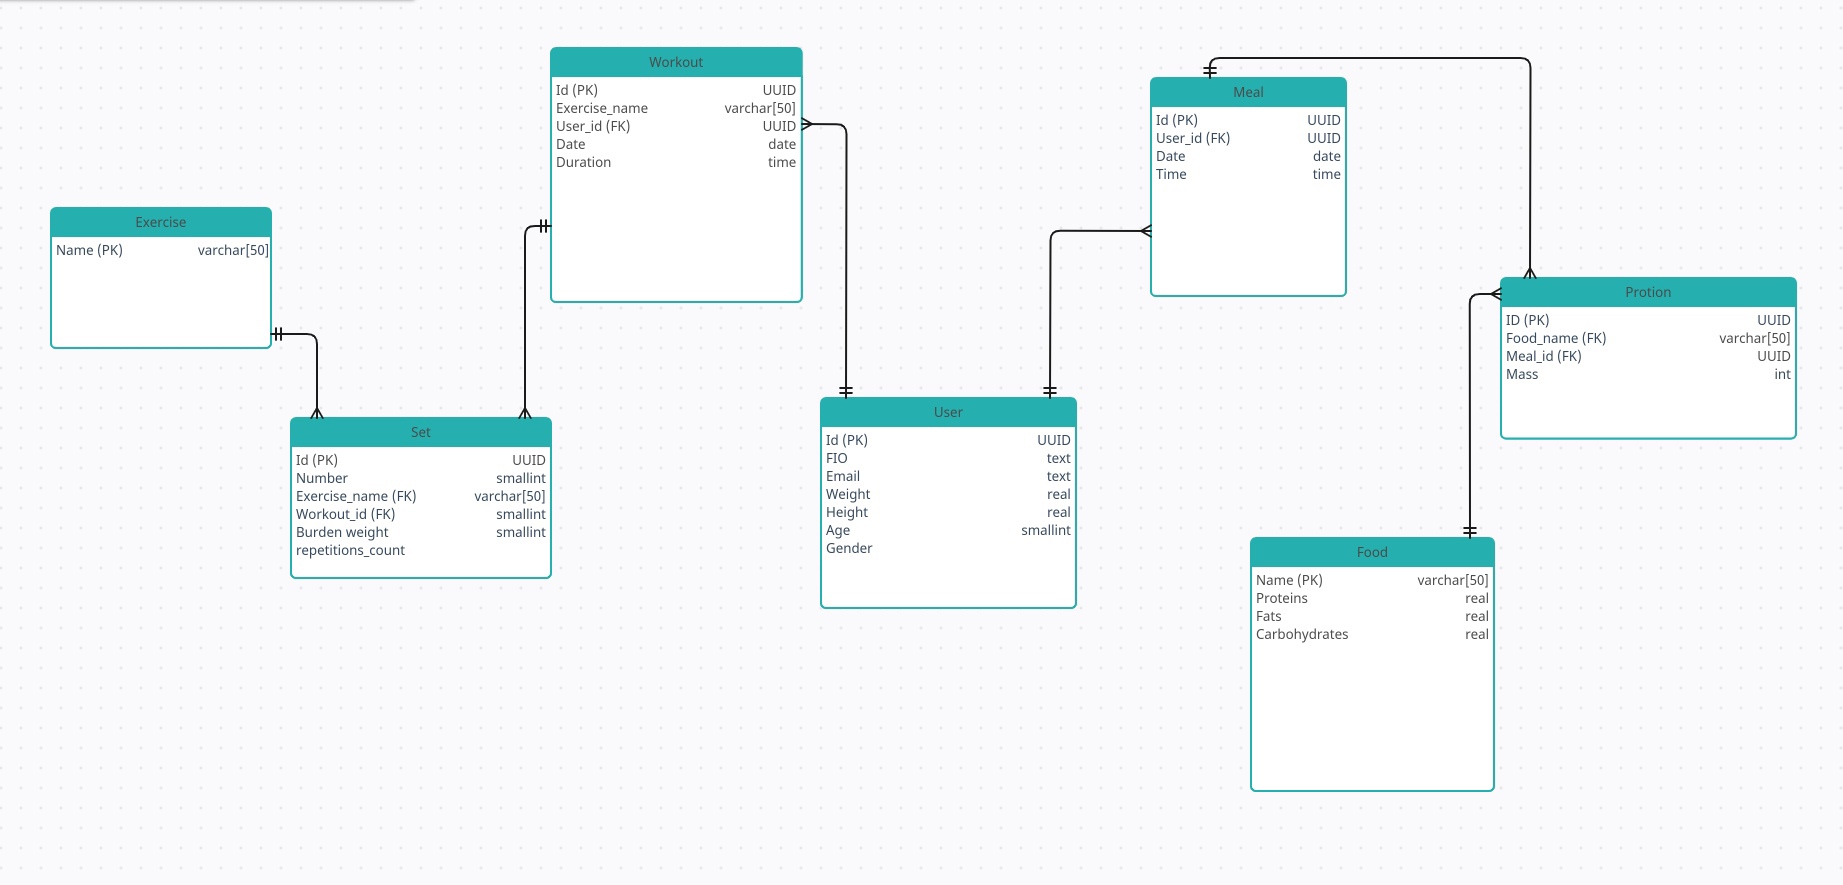 Workout
Id (PK) UUID
Exercise_name varchar[50]
User_id (FK) UUID
Date date
Duration time
Meal
Id (PK) UUID
User_id (FK) UUID
Date date
Time time
Exercise
Name (PK) varchar[50]
Protion
ID (PK) UUID
Food_name (FK) varchar[50]
Meal_id (FK) UUID
Mass int
Set
Id (PK) UUID
Number smallint
Exercise_name (FK) varchar[50]
Workout_id (FK) smallint
Burden weight smallint
repetitions_count
User
Id (PK) UUID
FIO text
Email text
Weight real
Height real
Age smallint
Gender
Food
Name (PK) varchar[50]
Proteins real
Fats real
Carbohydrates real